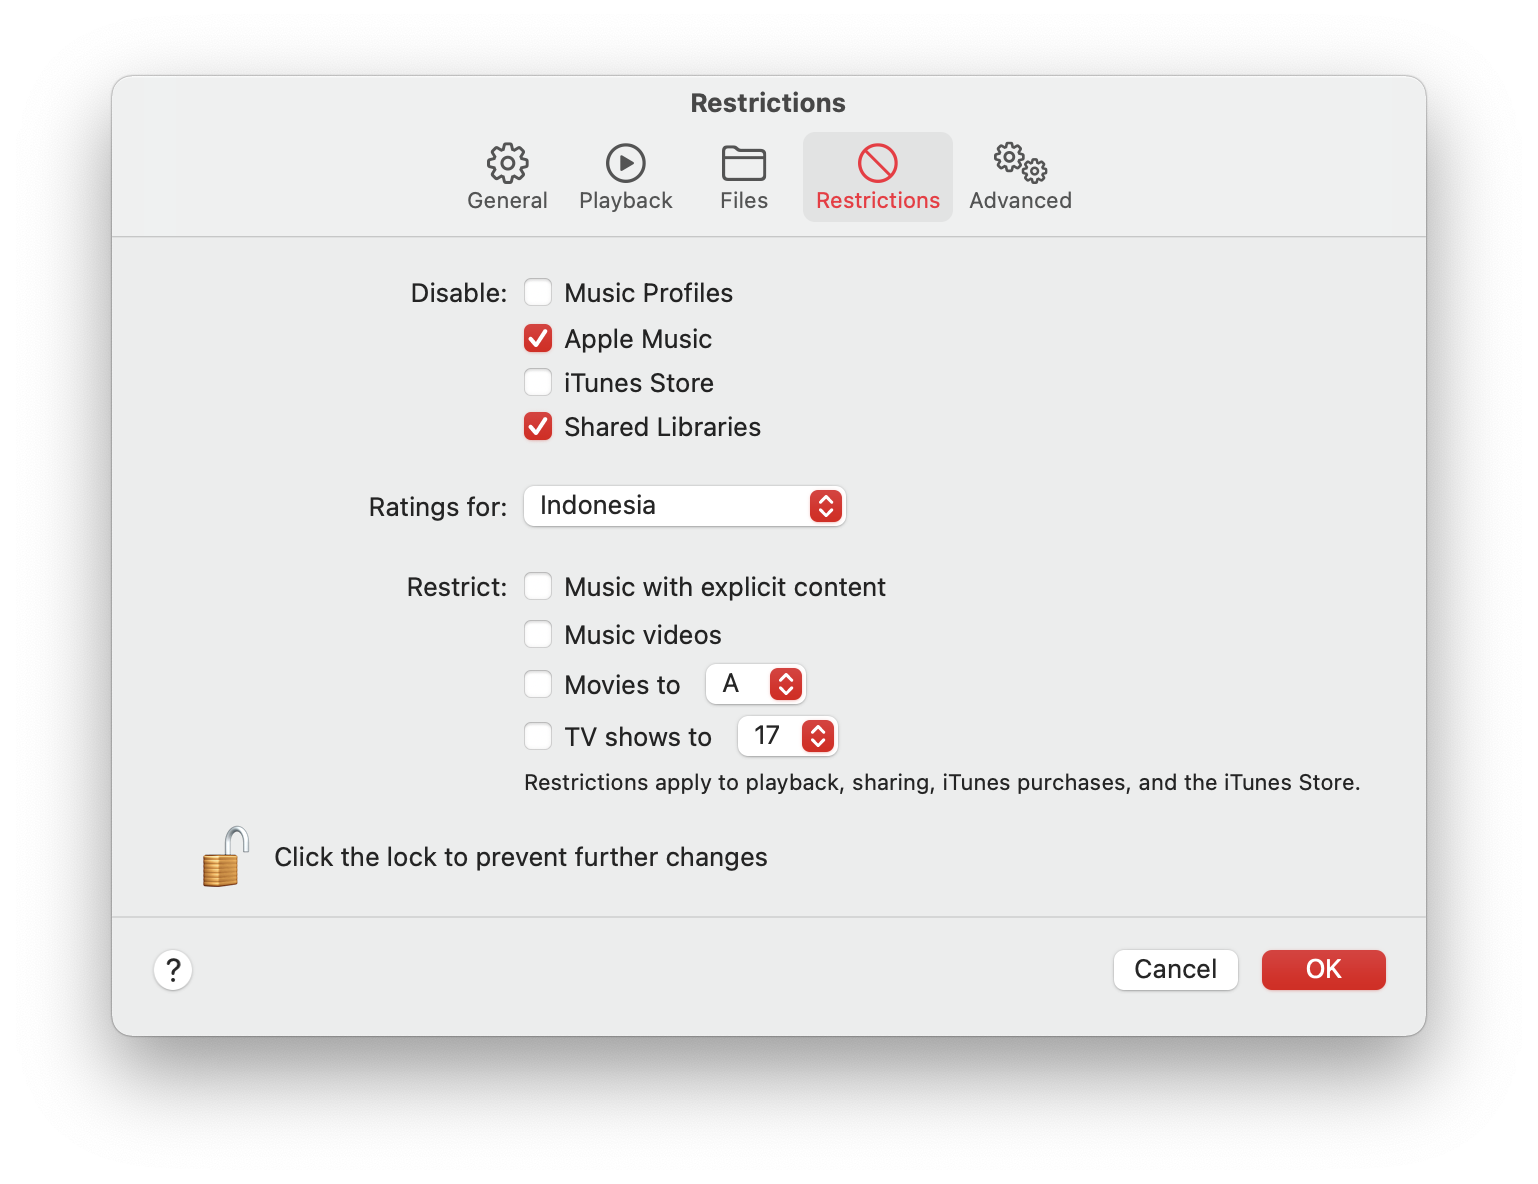 Restrictions
General Playback Files Restrictions Advanced
Disable: Music Profiles
Apple Music
iTunes Store
Shared Libraries
Ratings for: Indonesia
Restrict: Music with explicit content
Music videos
Movies to A
TV shows to 17
Restrictions apply to playback, sharing, iTunes purchases, and the iTunes Store.
Click the lock to prevent further changes
? Cancel OK